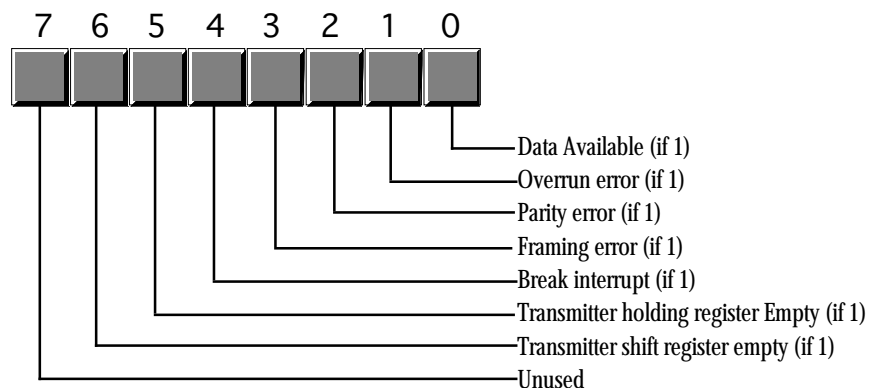 7 6 5 4 3 2 1 0
Data Available (if 1)
Overrun error (if 1)
Parity error (if 1)
Framing error (if 1)
Break interrupt (if 1)
Transmitter holding register Empty (if 1)
Transmitter shift register empty (if 1)
Unused